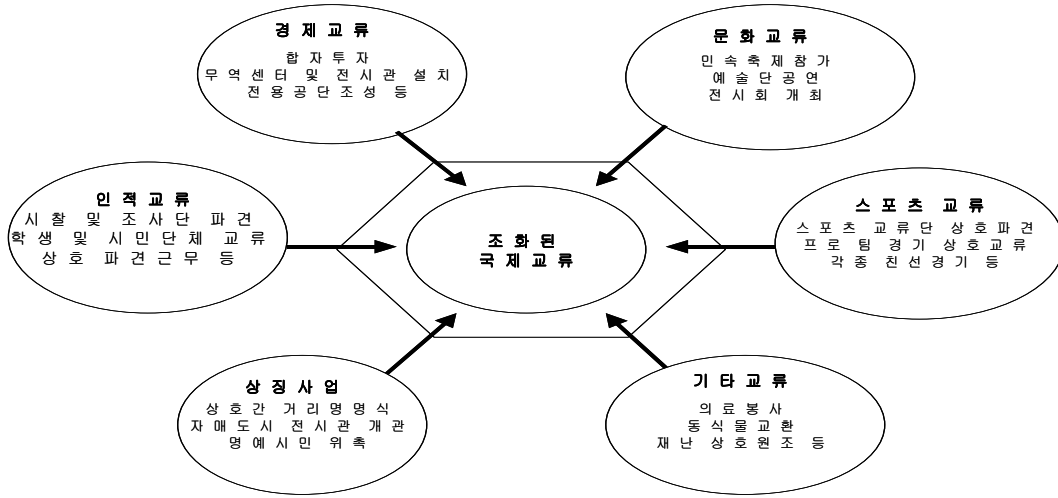 경제교류
합자투자
무역센터 및 전시관 설치
전용공단조성 등
문화교류
민속축제참가
예술단공연
전시회 개최
인적교류
시찰 및 조사단 파견
학생 및 시민단체 교류
상호 파견근무 등
조화된
국제교류
스포츠 교류
스포츠 교류단 상호파견
프로 팀 경기 상호교류
각종 친선경기 등
상징사업
상호간 거리명명식
자매도시 전시관 개관
명예시민 위촉
기타교류
의료봉사
동식물교환
재난 상호원조 등